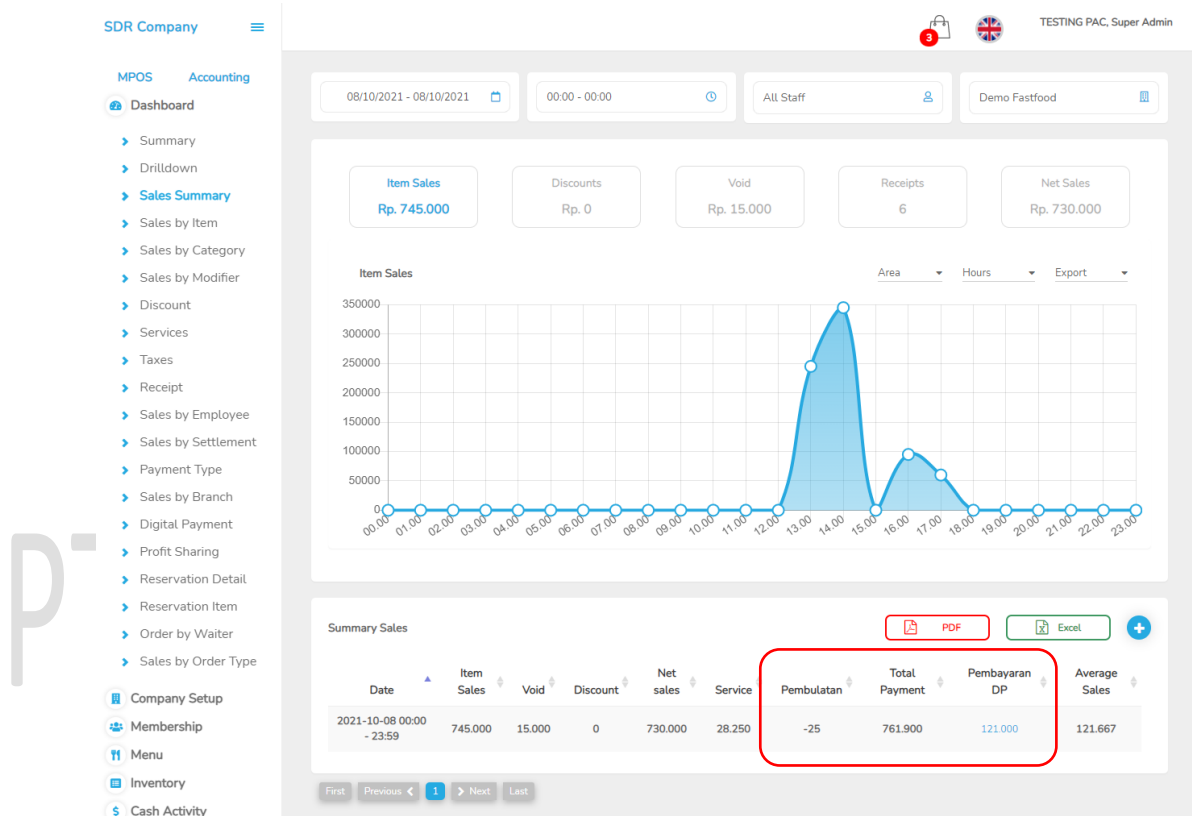 SDR Company
3
TESTING PAC, Super Admin
MPOS Accounting
Dashboard
Summary
Drilldown
Sales Summary
Sales by Item
Sales by Category
Sales by Modifier
Discount
Services
Taxes
Receipt
Sales by Employee
Sales by Settlement
Payment Type
Sales by Branch
Digital Payment
Profit Sharing
Reservation Detail
Reservation Item
Order by Waiter
Sales by Order Type
Company Setup
Membership
Menu
Inventory
Cash Activity
08/10/2021 - 08/10/2021
00:00 - 00:00
All Staff
Demo Fastfood
Item Sales
Rp. 745.000
Discounts
Rp. 0
Void
Rp. 15.000
Receipts
6
Net Sales
Rp. 730.000
Item Sales
Area
Hours
Export
350000
300000
250000
200000
150000
100000
50000
0
00.00 01.00 02.00 03.00 04.00 05.00 06.00 07.00 08.00 09.00 10.00 11.00 12.00 13.00 14.00 15.00 16.00 17.00 18.00 19.00 20.00 21.00 22.00 23.00
Summary Sales
PDF
Excel
Date
Item
Sales
Void
Discount
Net
sales
Service
Pembulatan
Total
Payment
Pembayaran
DP
Average
Sales
2021-10-08 00:00
- 23:59
745.000
15.000
0
730.000
28.250
-25
761.900
121.000
121.667
First
Previous
1
Next
Last
P